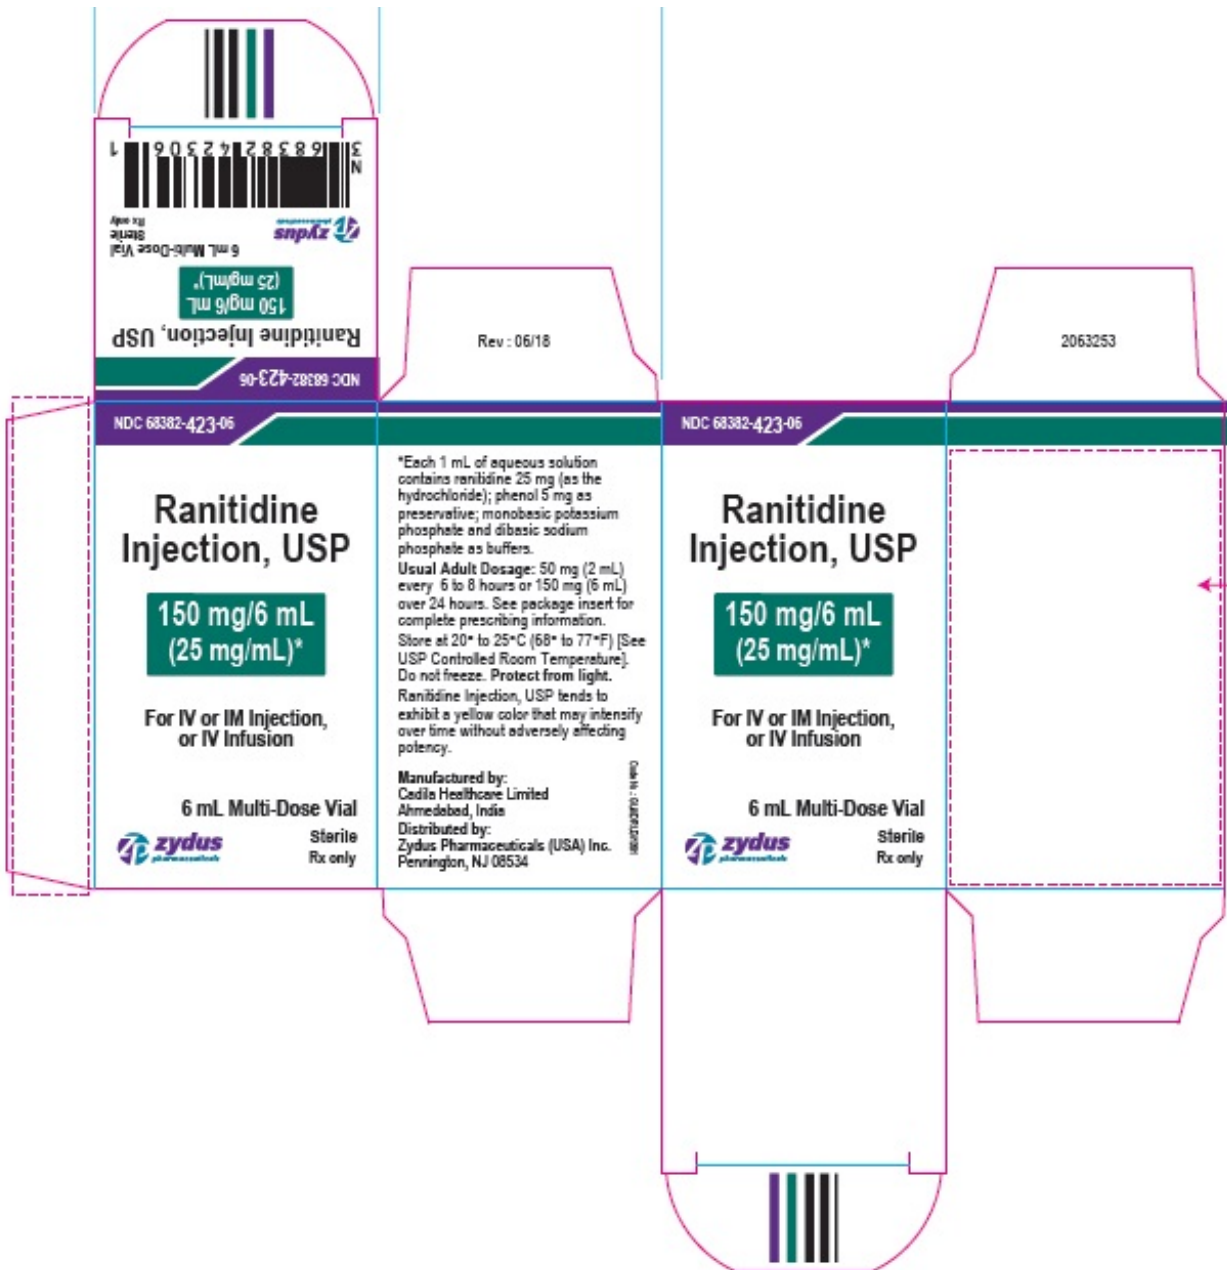 N
3 68382 42306 1
zydus
pharmaceuticals
6 mL Multi-Dose Vial
Sterile
Rx only
150 mg/6 mL
(25 mg/mL)*
Ranitidine Injection, USP
NDC 68382-423-06
Rev : 06/18
2063253
NDC 68382-423-06
Ranitidine
Injection, USP
150 mg/6 mL
(25 mg/mL)*
For IV or IM Injection,
or IV Infusion
6 mL Multi-Dose Vial
Sterile
Rx only
zydus
pharmaceuticals
*Each 1 mL of aqueous solution
contains ranitidine 25 mg (as the
hydrochloride); phenol 5 mg as
preservative; monobasic potassium
phosphate and dibasic sodium
phosphate as buffers.
Usual Adult Dosage: 50 mg (2 mL)
every 6 to 8 hours or 150 mg (6 mL)
over 24 hours. See package insert for
complete prescribing information.
Store at 20° to 25°C (68° to 77°F) [See
USP Controlled Room Temperature].
Do not freeze. Protect from light.
Ranitidine Injection, USP tends to
exhibit a yellow color that may intensify
over time without adversely affecting
potency.
Manufactured by:
Cadila Healthcare Limited
Ahmedabad, India
Distributed by:
Zydus Pharmaceuticals (USA) Inc.
Pennington, NJ 08534
Code No.:
NDC 68382-423-06
Ranitidine
Injection, USP
150 mg/6 mL
(25 mg/mL)*
For IV or IM Injection,
or IV Infusion
6 mL Multi-Dose Vial
Sterile
Rx only
zydus
pharmaceuticals